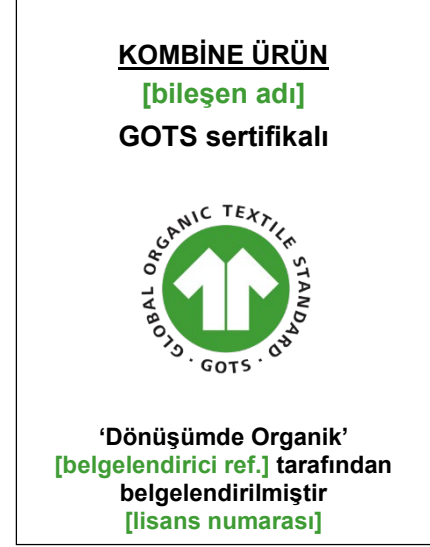 KOMBİNE ÜRÜN
[bileşen adı]
GOTS sertifikalı
GLOBAL ORGANIC TEXTILE STANDARD · GOTS ·
‘Dönüşümde Organik’
[belgelendirici ref.] tarafından
belgelendirilmiştir
[lisans numarası]